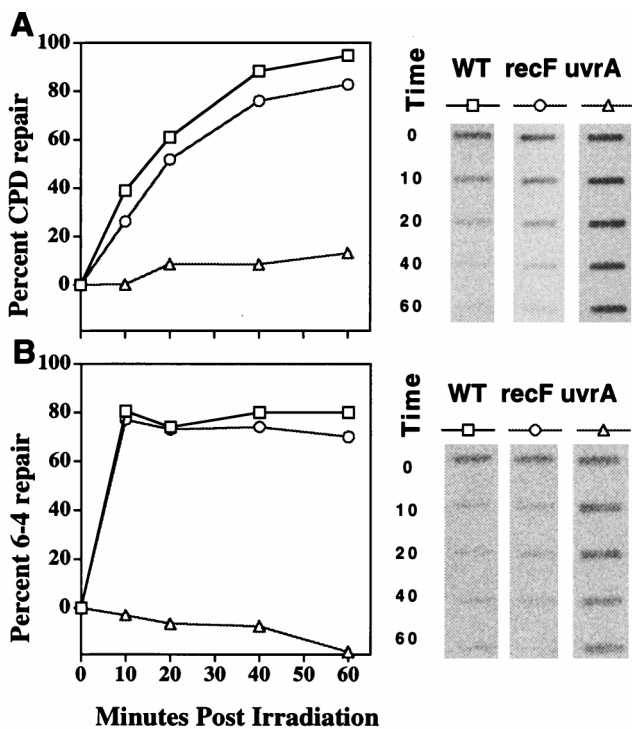 A
Percent CPD repair
100
80
60
40
20
0
Time
WT recF uvrA
0
10
20
40
60
B
Percent 6-4 repair
100
80
60
40
20
0
0 10 20 30 40 50 60
Minutes Post Irradiation
Time
WT recF uvrA
0
10
20
40
60